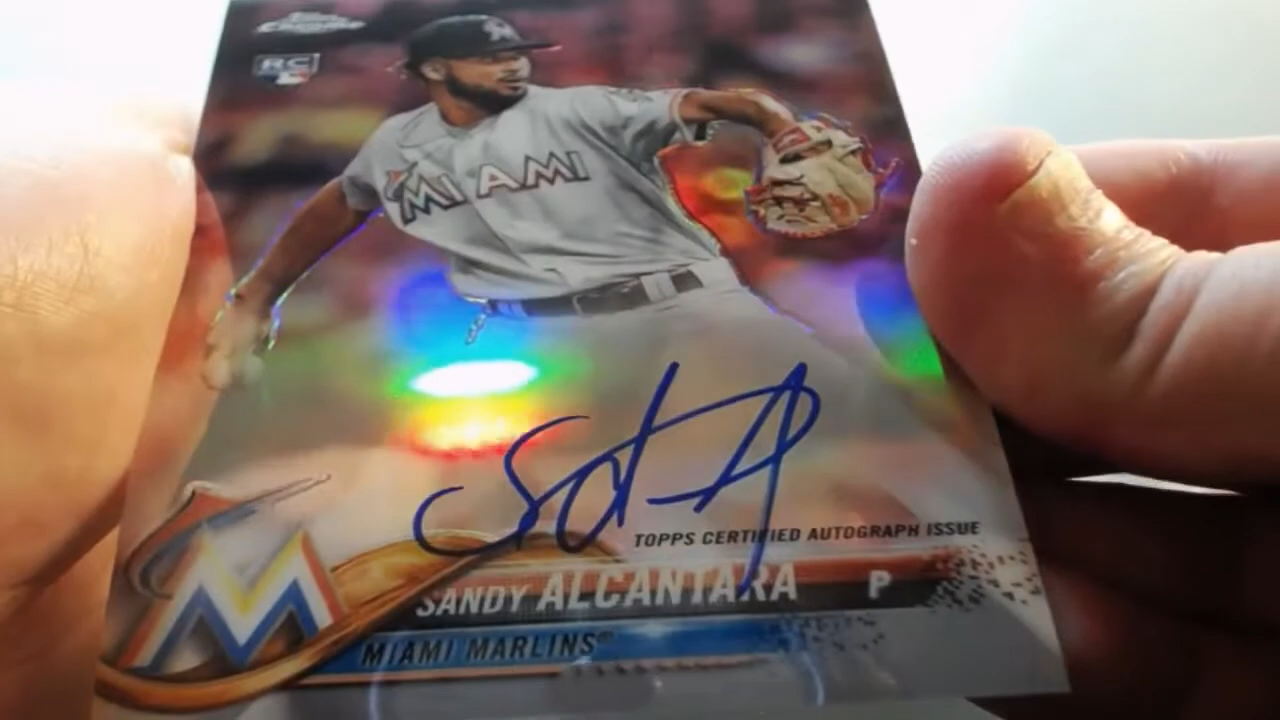 Topps
Chrome
RC
MIAMI
TOPPS CERTIFIED AUTOGRAPH ISSUE
SANDY ALCANTARA P
MIAMI MARLINS®